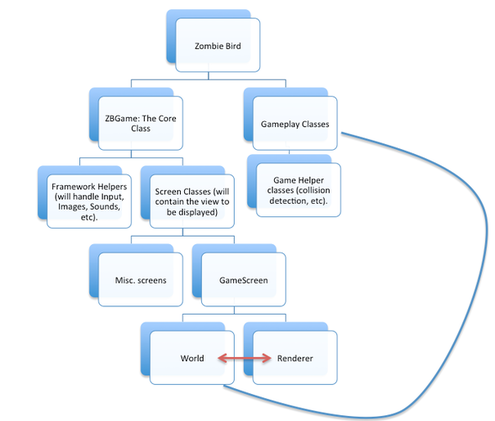 Zombie Bird
ZBGame: The Core
Class
Gameplay Classes
Framework Helpers
(will handle Input,
Images, Sounds,
etc).
Screen Classes (will
contain the view to
be displayed)
Game Helper
classes (collision
detection, etc).
Misc. screens
GameScreen
World
Renderer